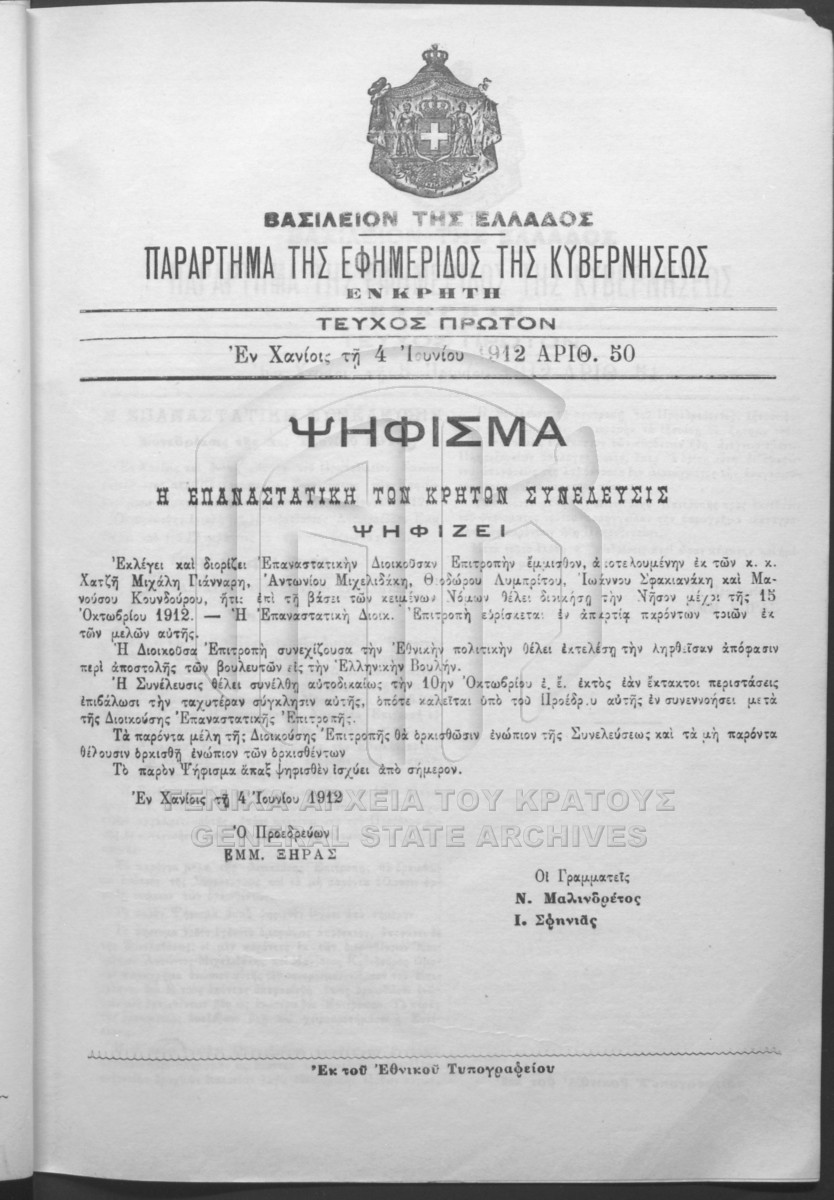 ΒΑΣΙΛΕΙΟΝ ΤΗΣ ΕΛΛΑΔΟΣ
ΠΑΡΑΡΤΗΜΑ ΤΗΣ ΕΦΗΜΕΡΙΔΟΣ ΤΗΣ ΚΥΒΕΡΝΗΣΕΩΣ
ΕΝ ΚΡΗΤΗ
ΤΕΥΧΟΣ ΠΡΩΤΟΝ
Ἐν Χανίοις τῇ 4 Ἰουνίου 1912 ΑΡΙΘ. 50
ΨΗΦΙΣΜΑ
Η ΕΠΑΝΑΣΤΑΤΙΚΗ ΤΩΝ ΚΡΗΤΩΝ ΣΥΝΕΛΕΥΣΙΣ
ΨΗΦΙΖΕΙ
Ἐκλέγει καὶ διορίζει Ἐπαναστατικὴν Διοικοῦσαν Ἐπιτροπὴν ἔμμισθον, ἀποτελουμένην ἐκ τῶν κ. κ.
Χατζῆ Μιχάλη Γιάνναρη, Ἀντωνίου Μιχελιδάκη, Θεοδώρου Λυμπρίτου, Ἰωάννου Σφακιανάκη καὶ Μα-
νούσου Κουνδούρου, ἥτις ἐπὶ τῇ βάσει τῶν κειμένων Νόμων θέλει διοικήσῃ τὴν Νῆσον μέχρι τῆς 15
Ὀκτωβρίου 1912. — Ἡ Ἐπαναστατικὴ Διοικ. Ἐπιτροπὴ εὑρίσκεται ἐν ἀπαρτίᾳ παρόντων τριῶν ἐκ
τῶν μελῶν αὐτῆς.
Ἡ Διοικοῦσα Ἐπιτροπὴ συνεχίζουσα τὴν Ἐθνικὴν πολιτικὴν θέλει ἐκτελέσῃ τὴν ληφθεῖσαν ἀπόφασιν
περὶ ἀποστολῆς τῶν βουλευτῶν εἰς τὴν Ἑλληνικὴν Βουλήν.
Ἡ Συνέλευσις θέλει συνέλθῃ αὐτοδικαίως τὴν 10ην Ὀκτωβρίου ἐ. ἔ. ἐκτὸς ἐὰν ἔκτακτοι περιστάσεις
ἐπιβάλωσι τὴν ταχυτέραν σύγκλησιν αὐτῆς, ὁπότε καλεῖται ὑπὸ τοῦ Προέδρου αὐτῆς ἐν συνεννοήσει μετὰ
τῆς Διοικούσης Ἐπαναστατικῆς Ἐπιτροπῆς.
Τὰ παρόντα μέλη τῆς Διοικούσης Ἐπιτροπῆς θὰ ὁρκισθῶσιν ἐνώπιον τῆς Συνελεύσεως καὶ τὰ μὴ παρόντα
θέλουσιν ὁρκισθῆ ἐνώπιον τῶν ὁρκισθέντων
Τὸ παρὸν Ψήφισμα ἅπαξ ψηφισθὲν ἰσχύει ἀπὸ σήμερον.
Ἐν Χανίοις τῇ 4 Ἰουνίου 1912
ΓΕΝΙΚΑ ΑΡΧΕΙΑ ΤΟΥ ΚΡΑΤΟΥΣ
GENERAL STATE ARCHIVES
Ὁ Προεδρεύων
ΕΜΜ. ΞΗΡΑΣ
Οἱ Γραμματεῖς
Ν. Μαλινδρέτος
Ι. Σφηνιᾶς
Ἐκ τοῦ Ἐθνικοῦ Τυπογραφείου